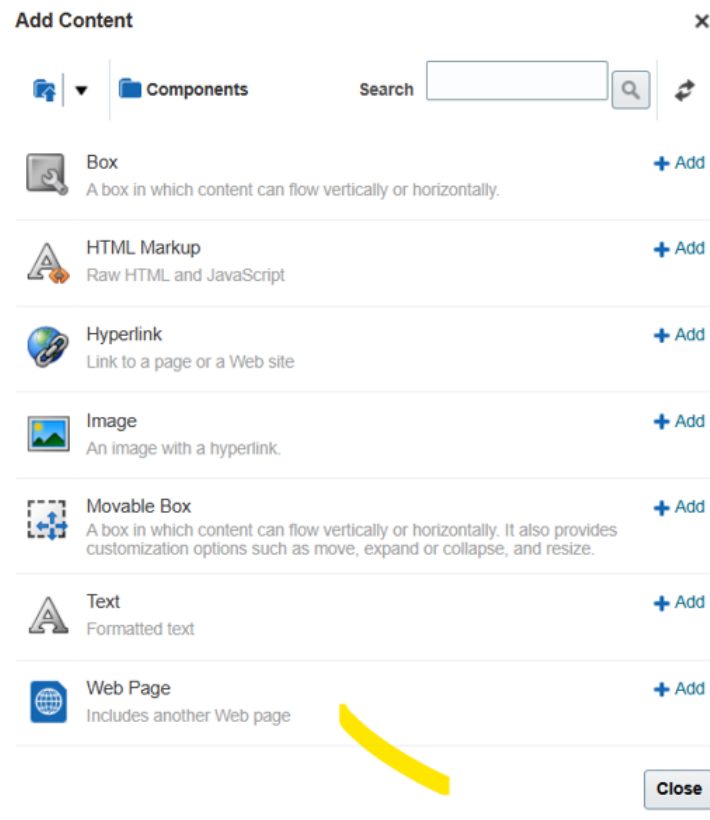 Add Content
Components Search
Box + Add
A box in which content can flow vertically or horizontally.
HTML Markup + Add
Raw HTML and JavaScript
Hyperlink + Add
Link to a page or a Web site
Image + Add
An image with a hyperlink.
Movable Box + Add
A box in which content can flow vertically or horizontally. It also provides
customization options such as move, expand or collapse, and resize.
Text + Add
Formatted text
Web Page + Add
Includes another Web page
Close